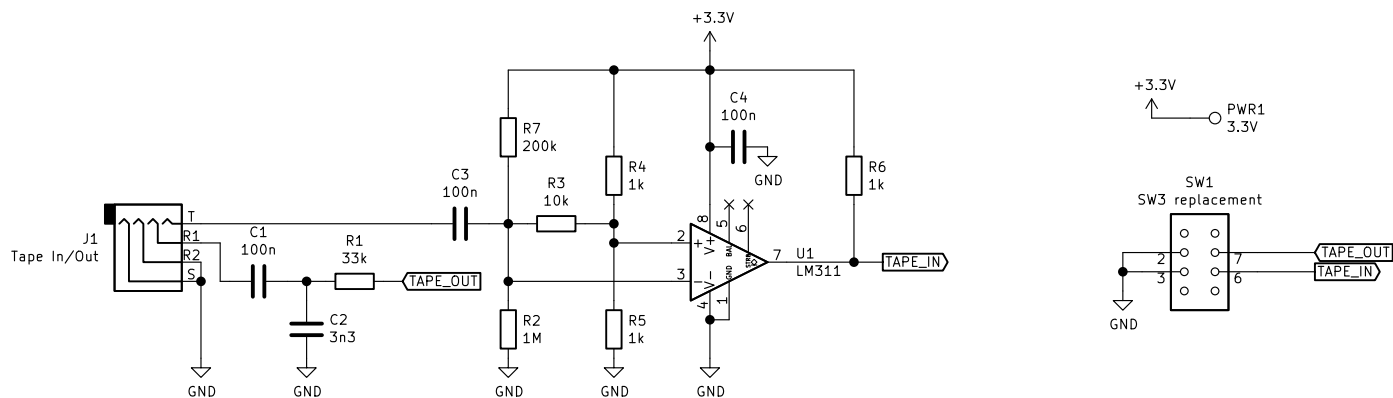 +3.3V
C4
100n
GND
R7
200k
R4
1k
R6
1k
C3
100n
R3
10k
T
R1
R2
S
J1
Tape In/Out
C1
100n
R1
33k
TAPE_OUT
C2
3n3
GND
GND
R2
1M
GND
R5
1k
GND
2
3
+
-
V+
V-
8
5
6
BAL
STRB
GND
4
1
7
U1
LM311
TAPE_IN
GND
+3.3V
PWR1
3.3V
SW1
SW3 replacement
2
3
7
6
TAPE_OUT
TAPE_IN
GND